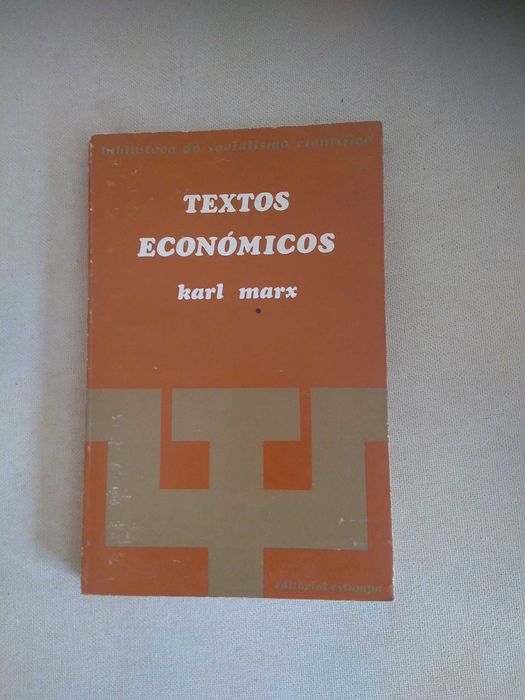 biblioteca do socialismo científico
TEXTOS
ECONÓMICOS
karl marx
editorial estampa